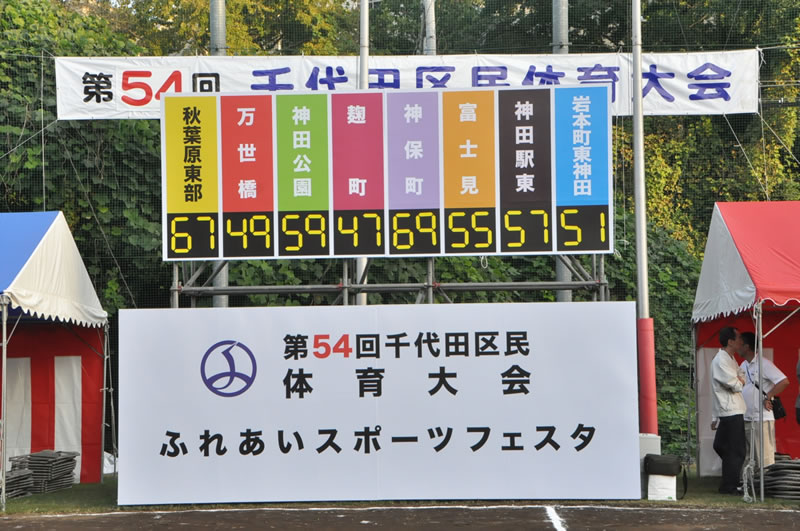 第54回 千代田区民体育大会
秋葉原東部 万世橋 神田公園 麹町 神保町 富士見 神田駅東 岩本町東神田
67 49 59 47 69 55 57 51
第54回千代田区民
体育大会
ふれあいスポーツフェスタ